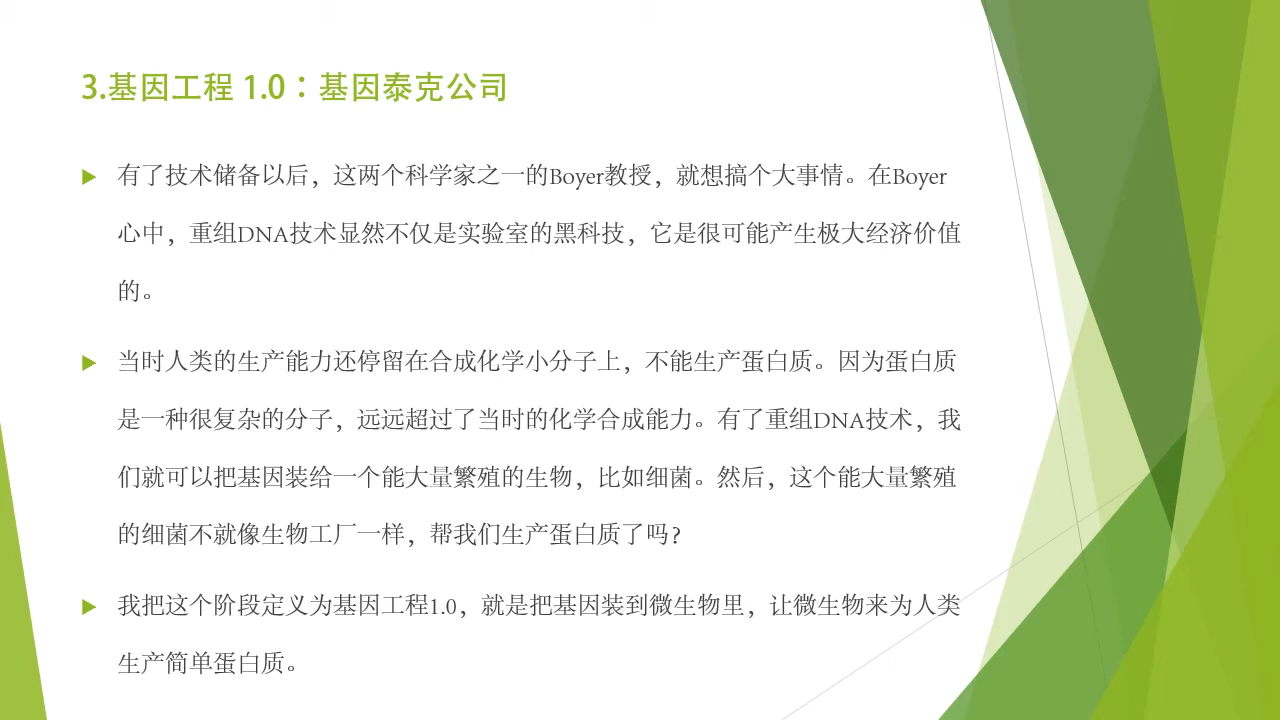 3.基因工程 1.0：基因泰克公司
有了技术储备以后，这两个科学家之一的Boyer教授，就想搞个大事情。在Boyer
心中，重组DNA技术显然不仅是实验室的黑科技，它是很可能产生极大经济价值
的。
当时人类的生产能力还停留在合成化学小分子上，不能生产蛋白质。因为蛋白质
是一种很复杂的分子，远远超过了当时的化学合成能力。有了重组DNA技术，我
们就可以把基因装给一个能大量繁殖的生物，比如细菌。然后，这个能大量繁殖
的细菌不就像生物工厂一样，帮我们生产蛋白质了吗?
我把这个阶段定义为基因工程1.0，就是把基因装到微生物里，让微生物来为人类
生产简单蛋白质。